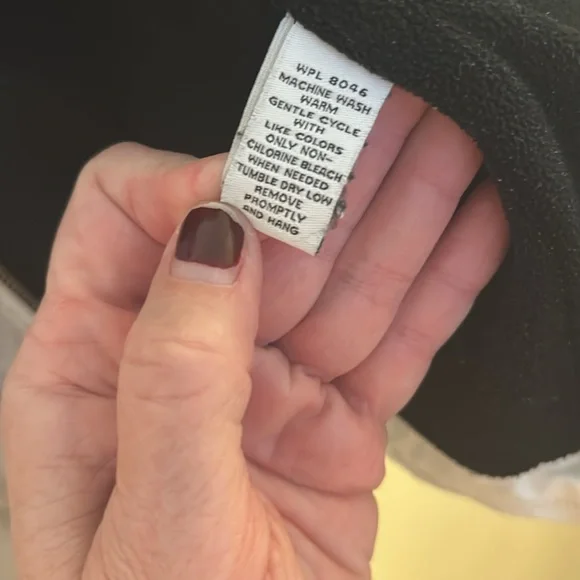 WPL 8046
MACHINE WASH
WARM
GENTLE CYCLE
WITH
LIKE COLORS
ONLY NON-
CHLORINE BLEACH
WHEN NEEDED
TUMBLE DRY LOW
REMOVE
PROMPTLY
AND HANG